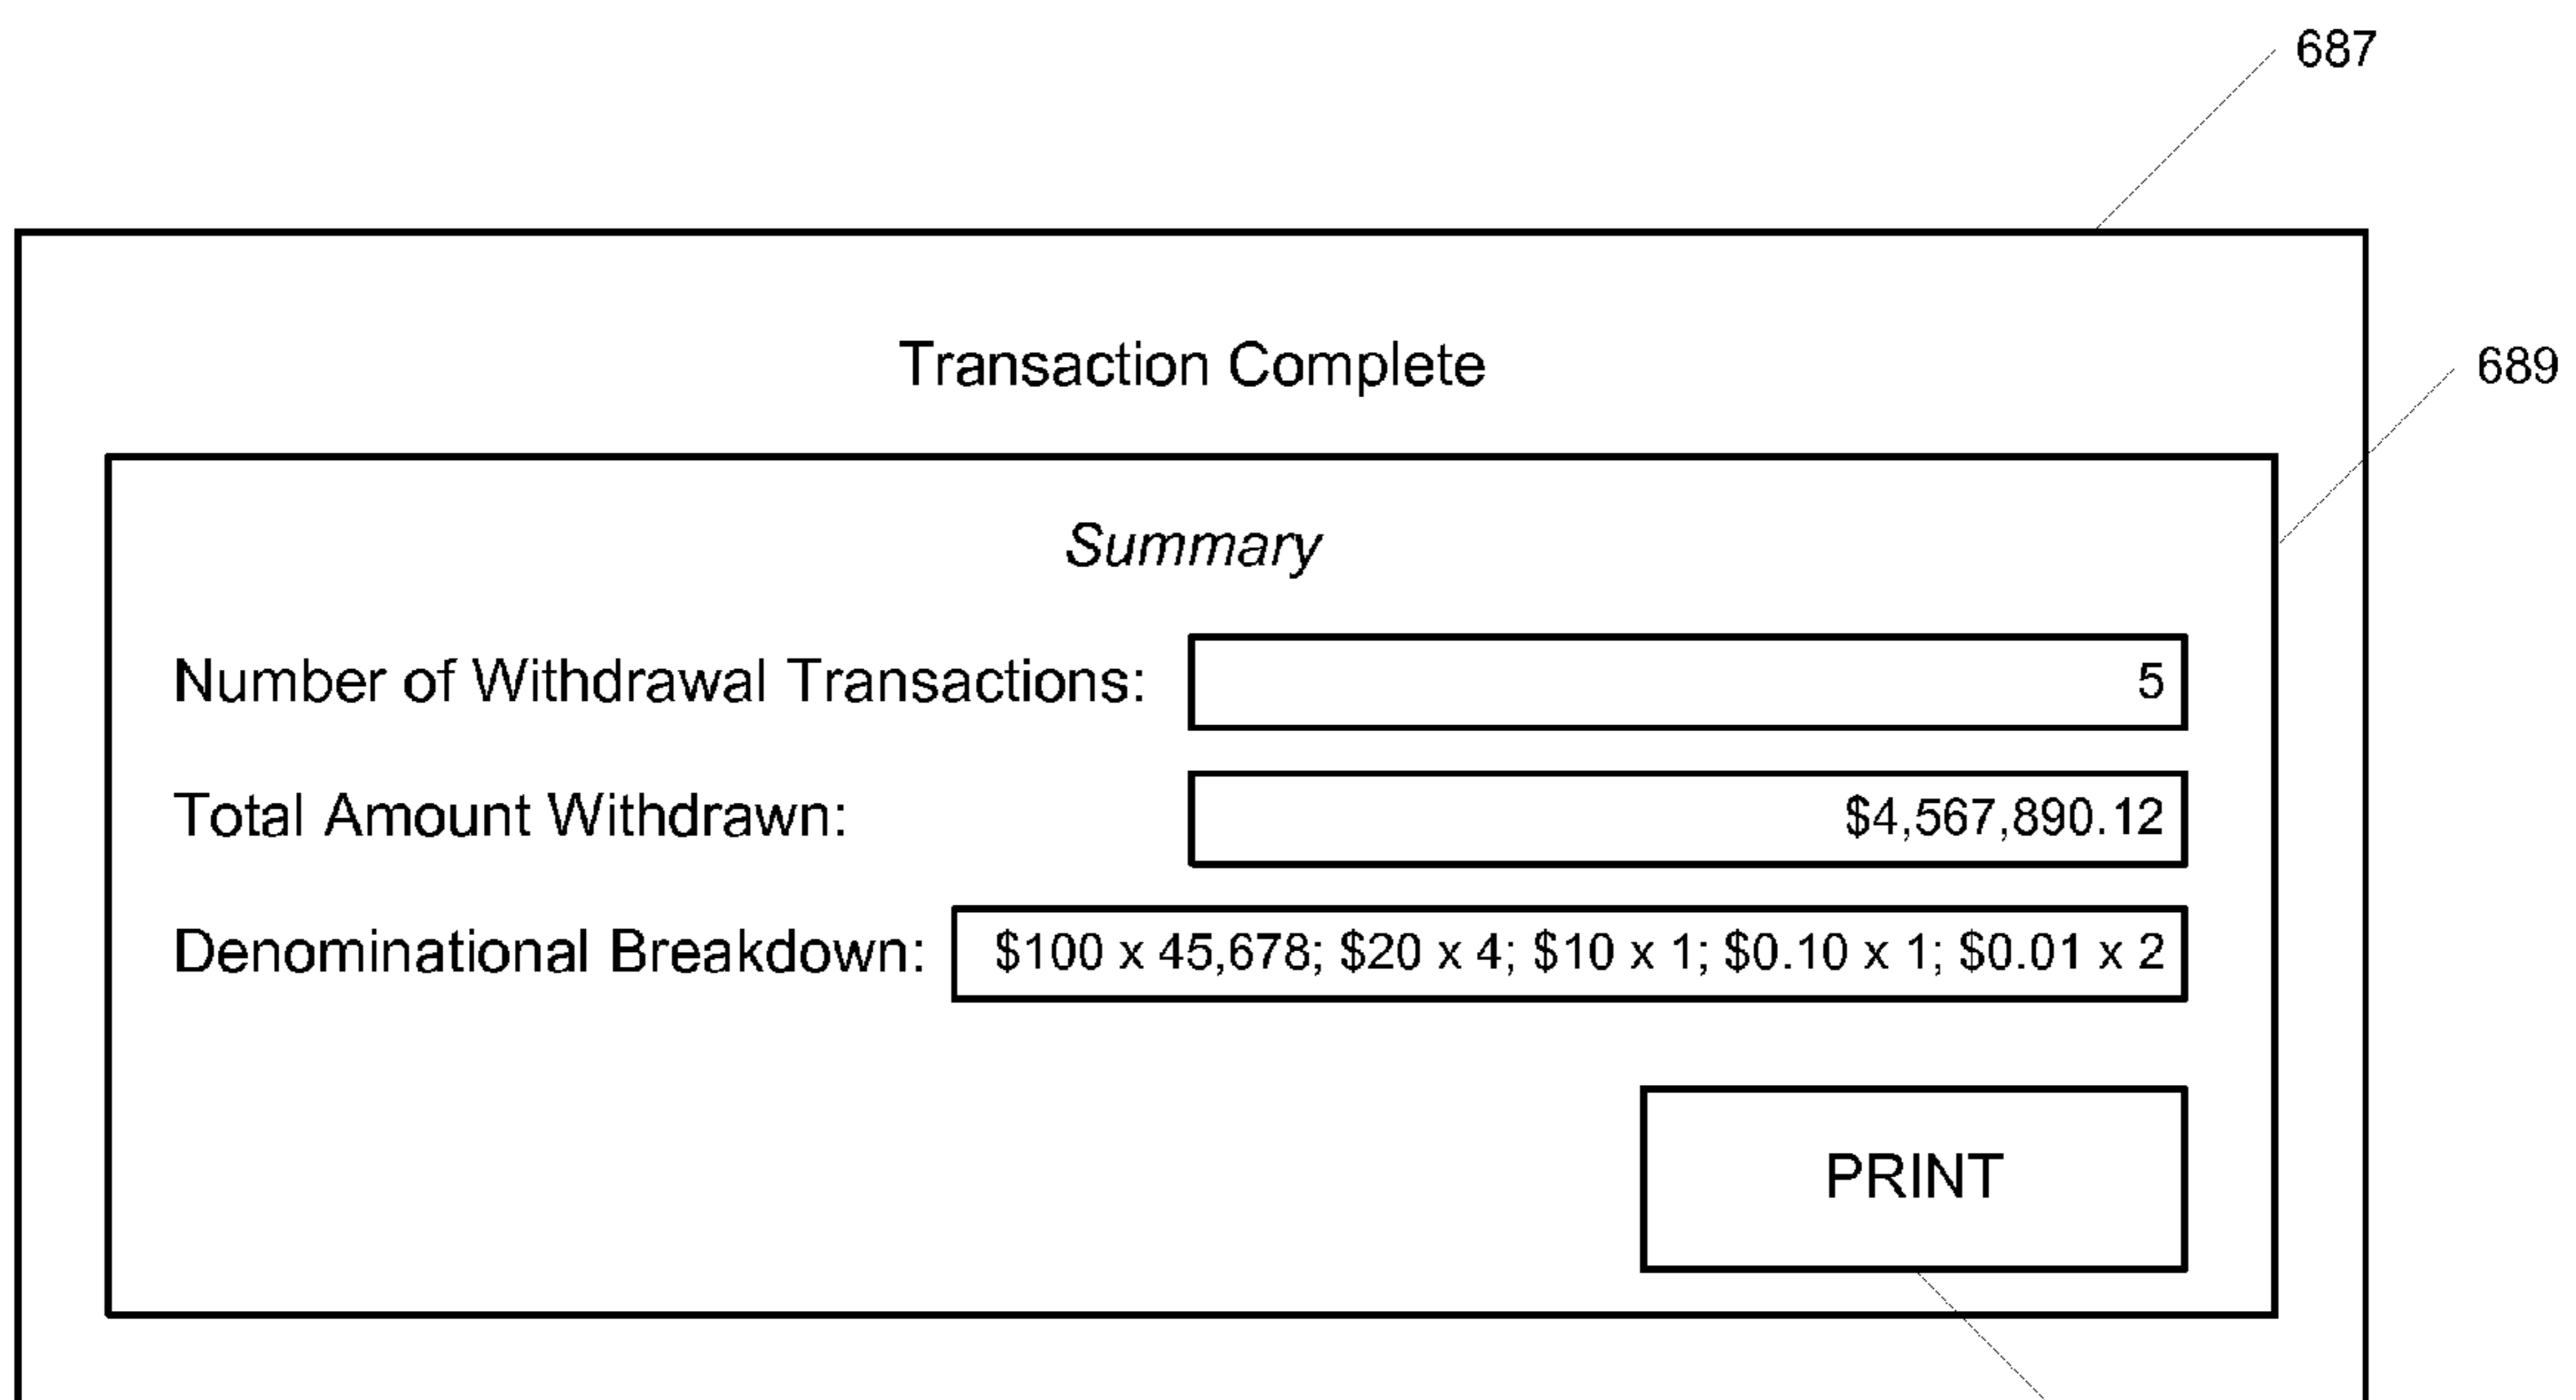 687
Transaction Complete
689
Summary
Number of Withdrawal Transactions: 5
Total Amount Withdrawn: $4,567,890.12
Denominational Breakdown: $100 x 45,678; $20 x 4; $10 x 1; $0.10 x 1; $0.01 x 2
PRINT